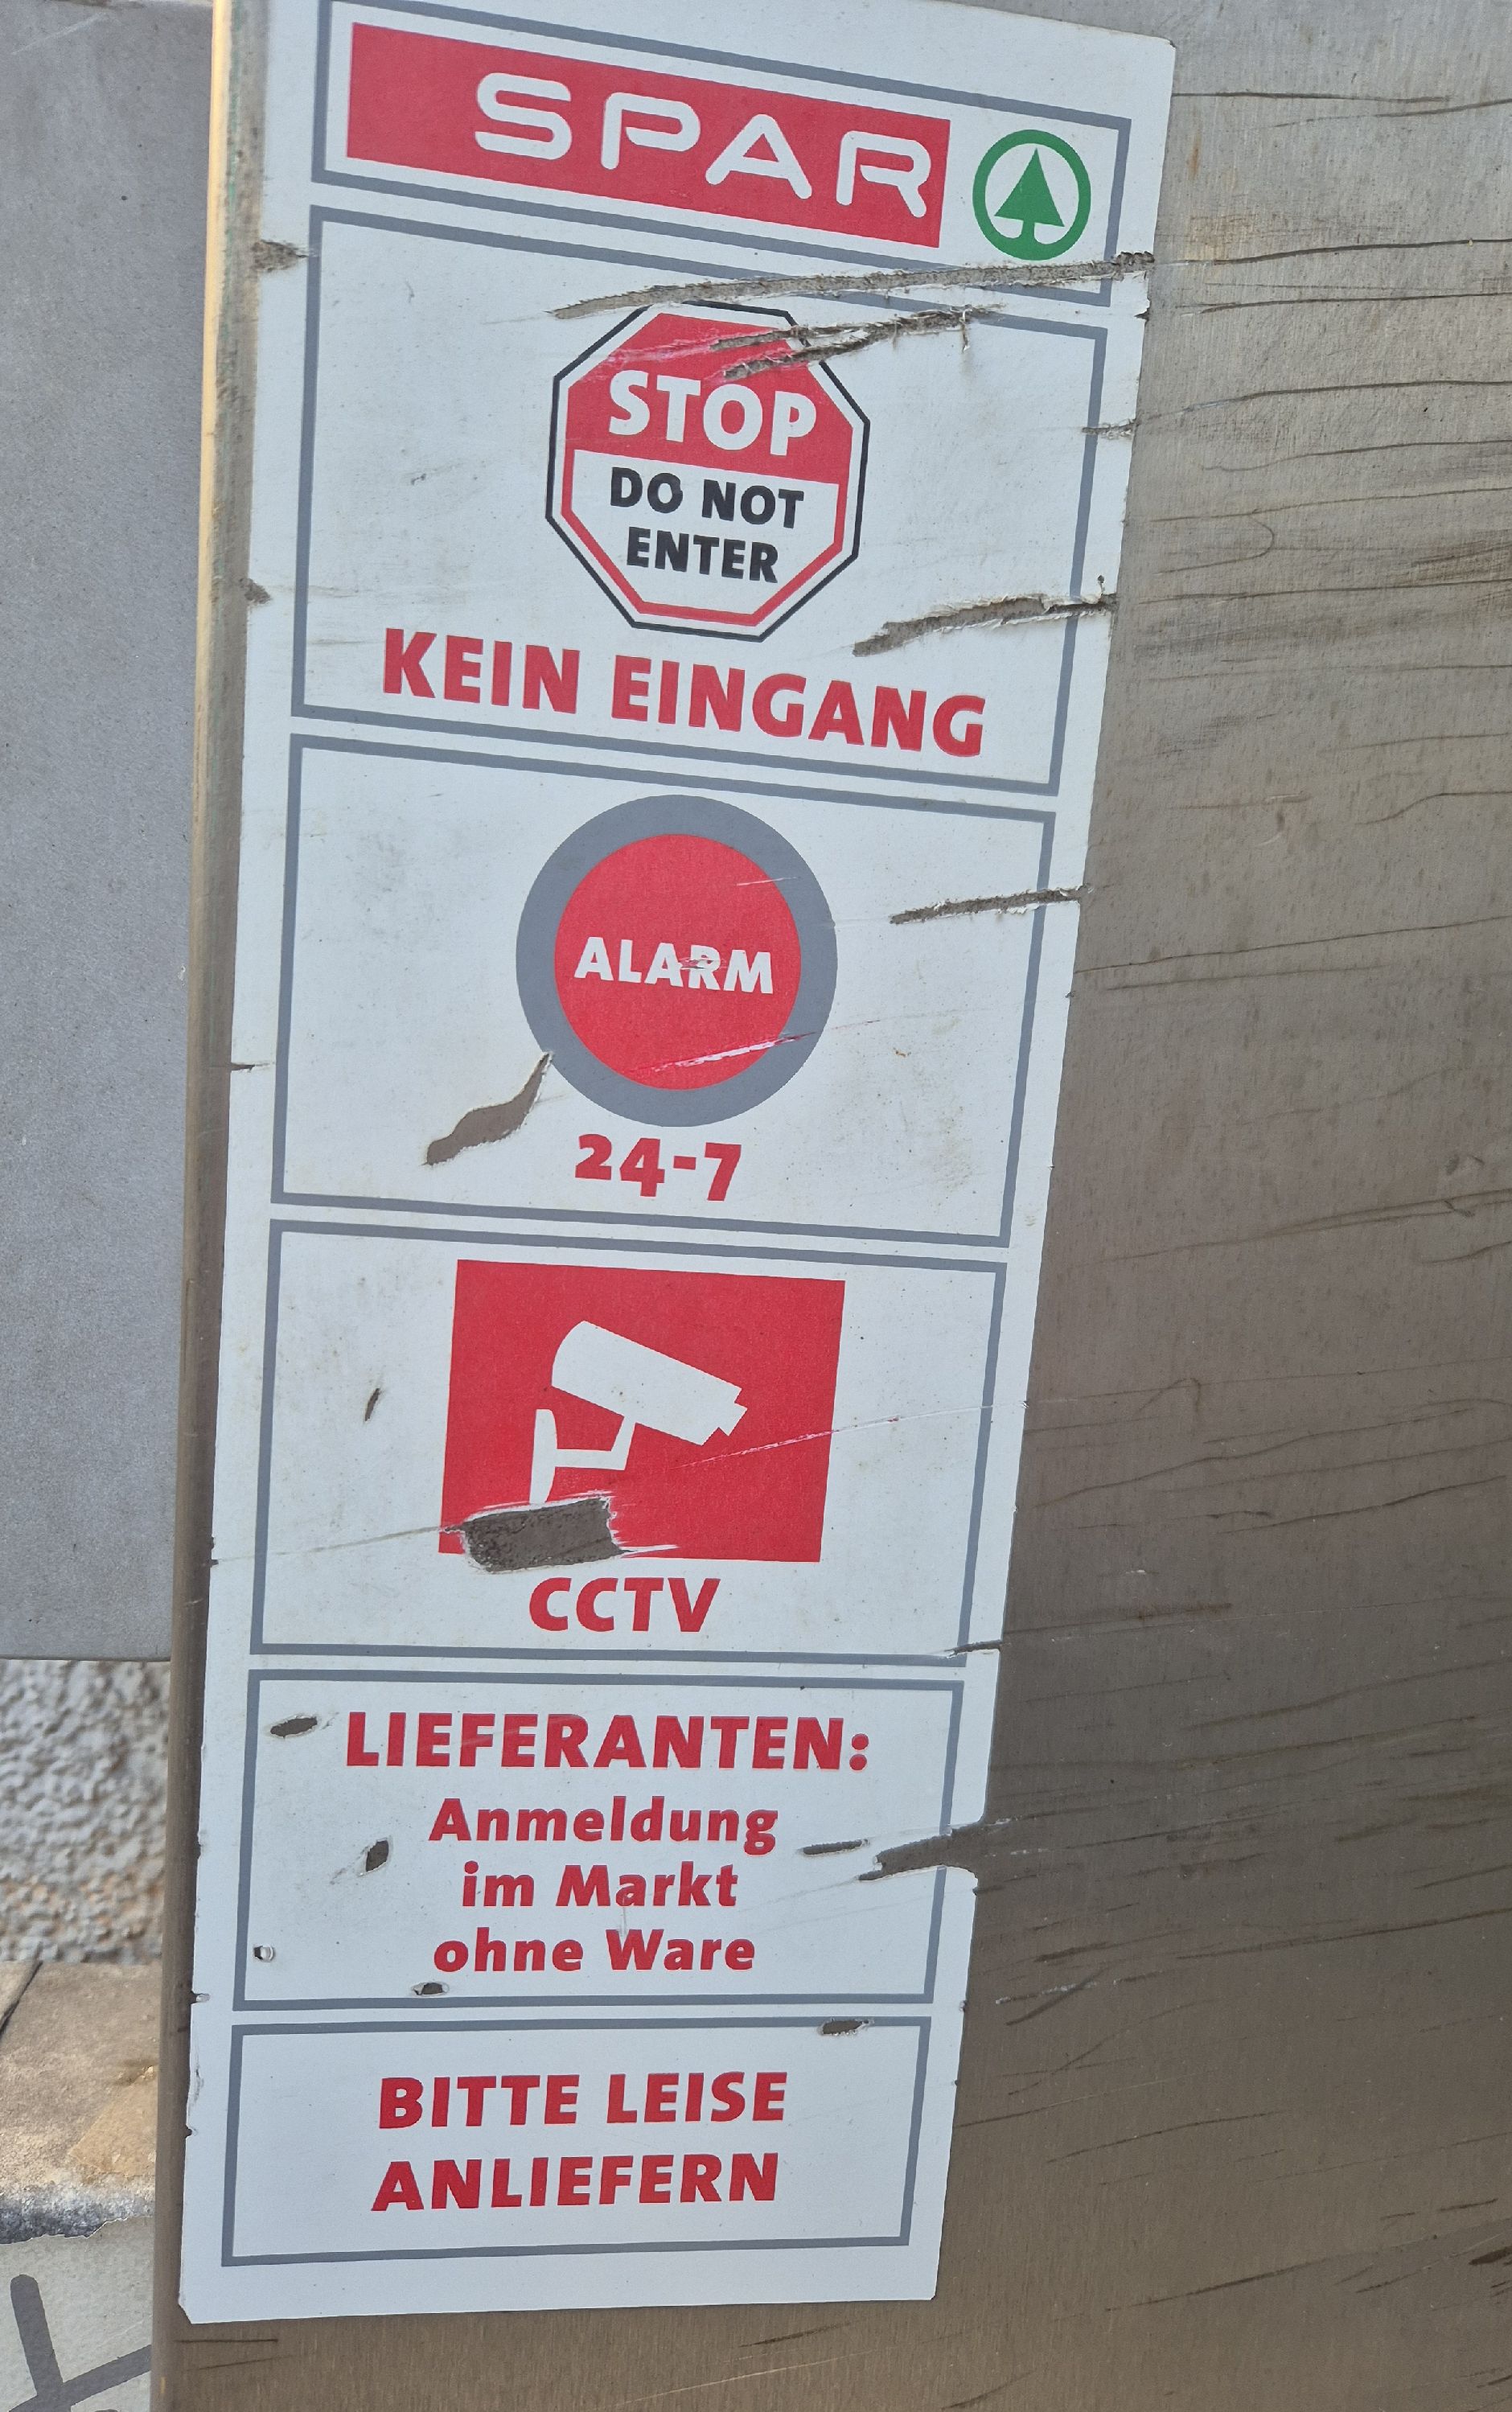 SPAR
STOP
DO NOT
ENTER
KEIN EINGANG
ALARM
24-7
CCTV
LIEFERANTEN:
Anmeldung
im Markt
ohne Ware
BITTE LEISE
ANLIEFERN